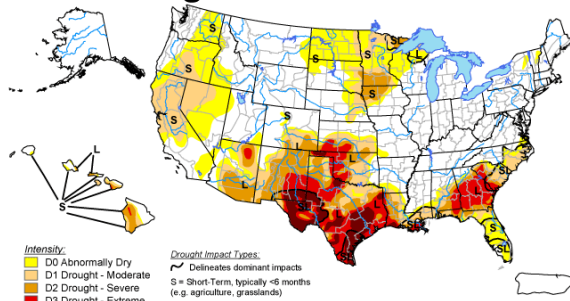 S
S
S
SL
L
S
S
S
S
L
L
L
L
S
SL
SL
L
L
S
SL
Intensity:
D0 Abnormally Dry
D1 Drought - Moderate
D2 Drought - Severe
D3 Drought - Extreme
Drought Impact Types:
Delineates dominant impacts
S = Short-Term, typically <6 months
(e.g. agriculture, grasslands)